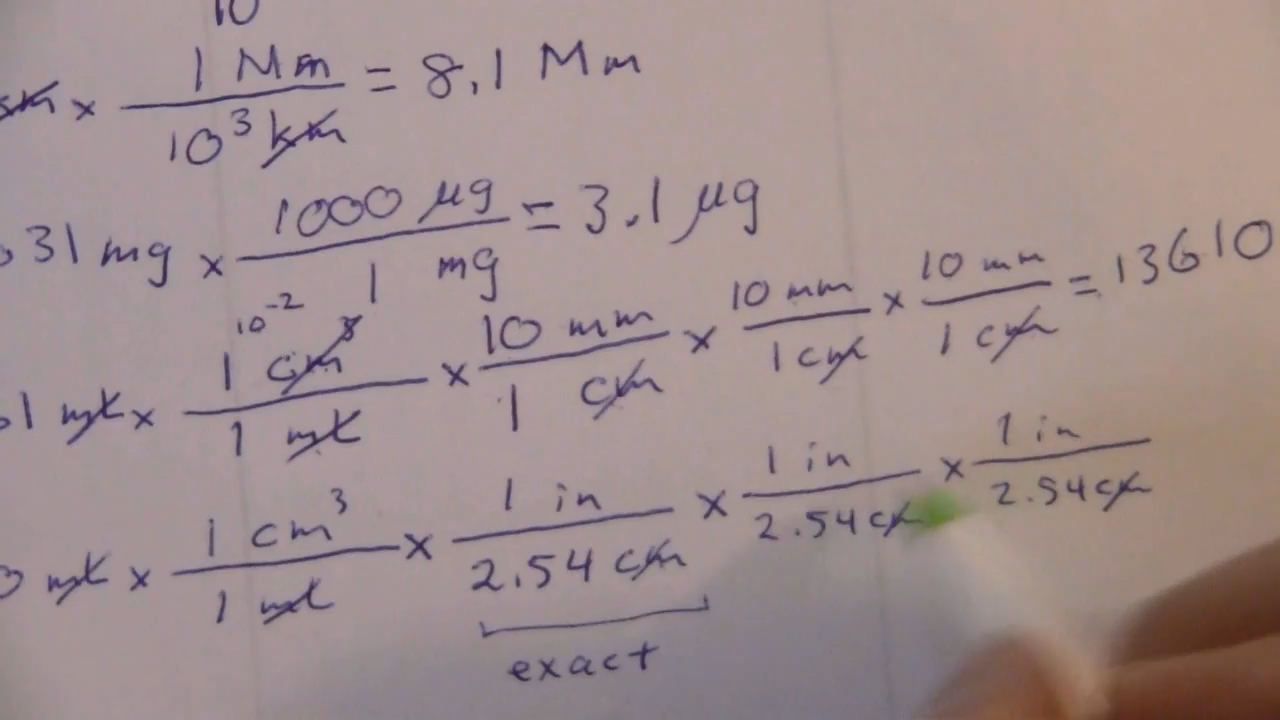 10
× 1 Mm / 10³ km = 8.1 Mm
31 mg × 1000 µg / 1 mg = 3.1 µg
10⁻²
.1 mL × 1 cm³ / 1 mL × 10 mm / 1 cm × 10 mm / 1 cm × 10 mm / 1 cm = 13610
mL × 1 cm³ / 1 mL × 1 in / 2.54 cm × 1 in / 2.54 cm × 1 in / 2.54 cm
exact